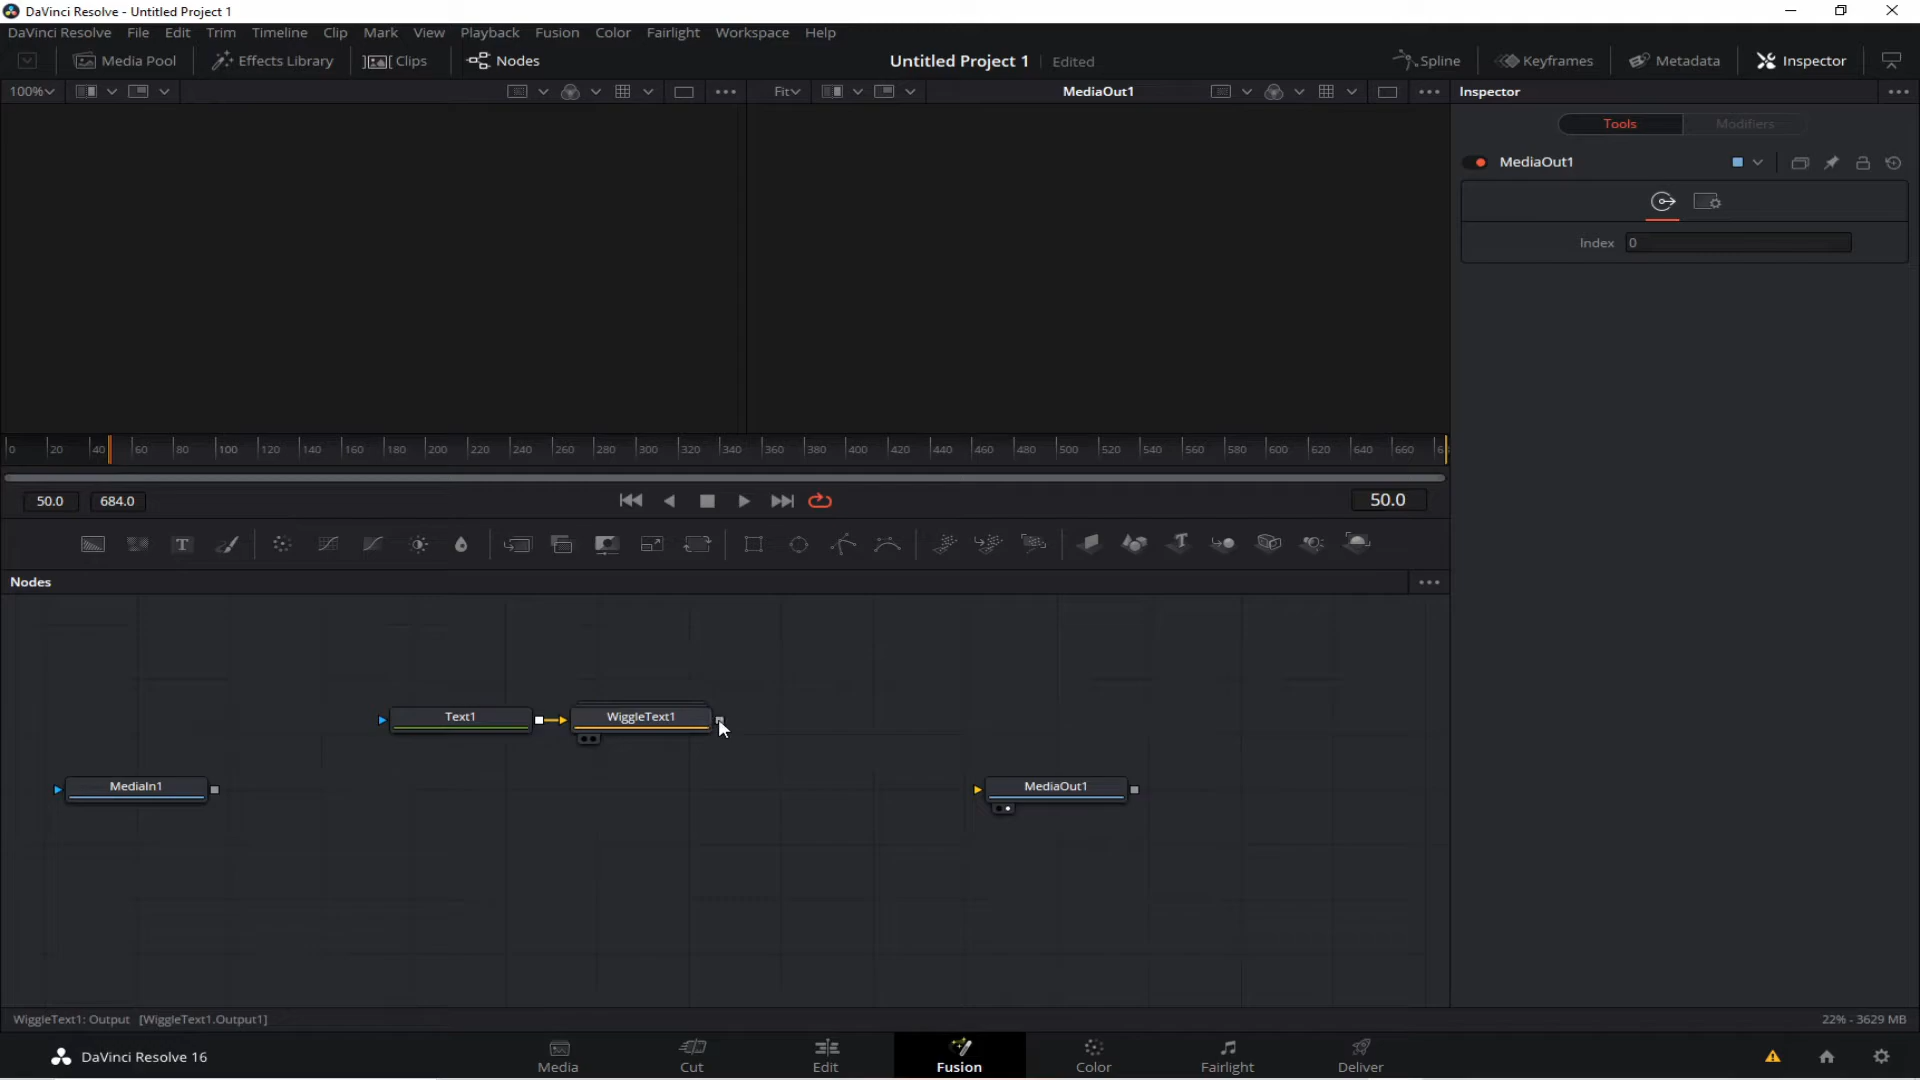 DaVinci Resolve - Untitled Project 1
DaVinci Resolve File Edit Trim Timeline Clip Mark View Playback Fusion Color Fairlight Workspace Help
Media Pool Effects Library Clips Nodes Untitled Project 1 Edited Spline Keyframes Metadata Inspector
100% Fit MediaOut1 Inspector
Tools Modifiers
MediaOut1
Index 0
0 20 40 60 80 100 120 140 160 180 200 220 240 260 280 300 320 340 360 380 400 420 440 460 480 500 520 540 560 580 600 620 640 660
50.0 684.0 50.0
T
Nodes
Text1 WiggleText1
MediaIn1 MediaOut1
WiggleText1: Output [WiggleText1.Output1] 22% - 3629 MB
DaVinci Resolve 16 Media Cut Edit Fusion Color Fairlight Deliver